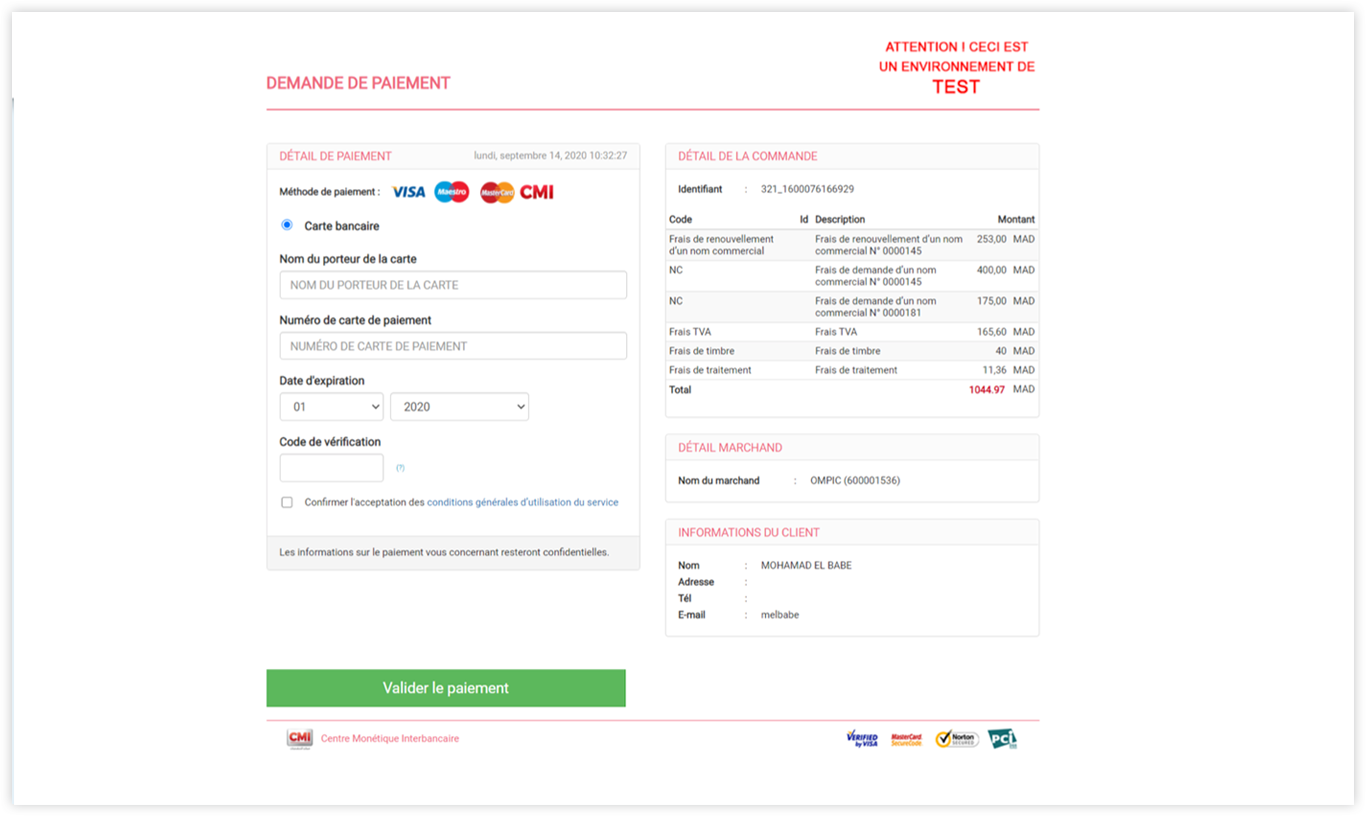 ATTENTION ! CECI EST
UN ENVIRONNEMENT DE
TEST
DEMANDE DE PAIEMENT
DÉTAIL DE PAIEMENT lundi, septembre 14, 2020 10:32:27
Méthode de paiement : VISA Maestro MasterCard CMI
Carte bancaire
Nom du porteur de la carte
NOM DU PORTEUR DE LA CARTE
Numéro de carte de paiement
NUMÉRO DE CARTE DE PAIEMENT
Date d'expiration
01 2020
Code de vérification
(?)
Confirmer l'acceptation des conditions générales d'utilisation du service
Les informations sur le paiement vous concernant resteront confidentielles.
DÉTAIL DE LA COMMANDE
Identifiant : 321_1600076166929
Code Id Description Montant
Frais de renouvellement Frais de renouvellement d'un nom 253,00 MAD
d'un nom commercial commercial N° 0000145
NC Frais de demande d'un nom 400,00 MAD
commercial N° 0000145
NC Frais de demande d'un nom 175,00 MAD
commercial N° 0000181
Frais TVA Frais TVA 165,60 MAD
Frais de timbre Frais de timbre 40 MAD
Frais de traitement Frais de traitement 11,36 MAD
Total 1044.97 MAD
DÉTAIL MARCHAND
Nom du marchand : OMPIC (600001536)
INFORMATIONS DU CLIENT
Nom : MOHAMAD EL BABE
Adresse :
Tél :
E-mail : melbabe
Valider le paiement
CMI Centre Monétique Interbancaire
VERIFIED by VISA MasterCard SecureCode Norton SECURED PCI